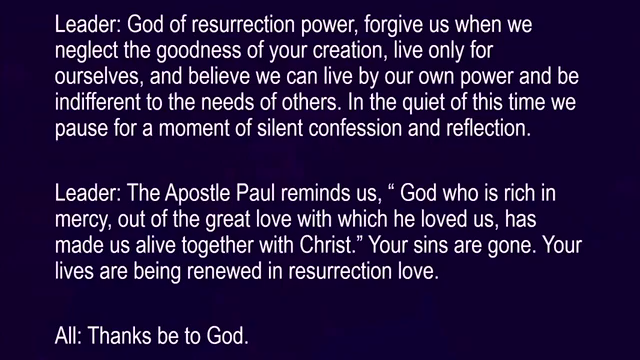 Leader: God of resurrection power, forgive us when we
neglect the goodness of your creation, live only for
ourselves, and believe we can live by our own power and be
indifferent to the needs of others. In the quiet of this time we
pause for a moment of silent confession and reflection.
Leader: The Apostle Paul reminds us, “ God who is rich in
mercy, out of the great love with which he loved us, has
made us alive together with Christ.” Your sins are gone. Your
lives are being renewed in resurrection love.
All: Thanks be to God.